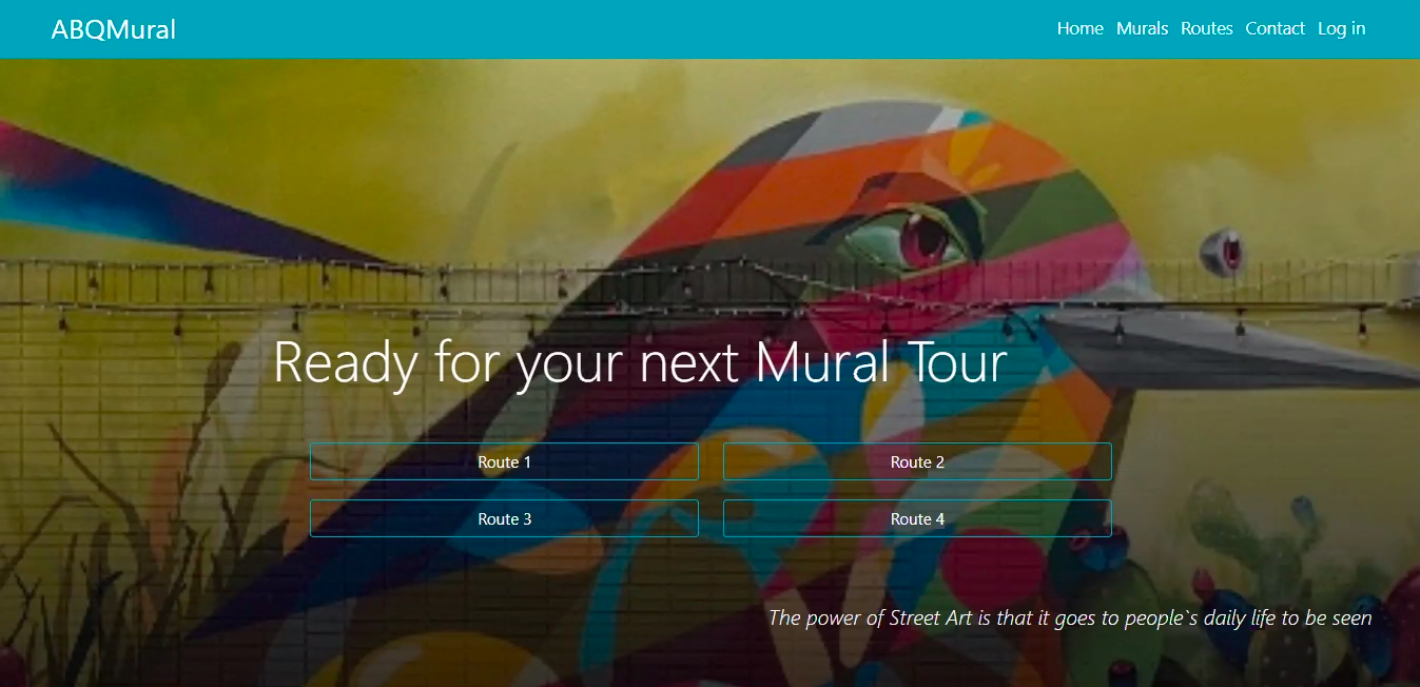 ABQMural
Home Murals Routes Contact Log in
Ready for your next Mural Tour
Route 1
Route 2
Route 3
Route 4
The power of Street Art is that it goes to people`s daily life to be seen